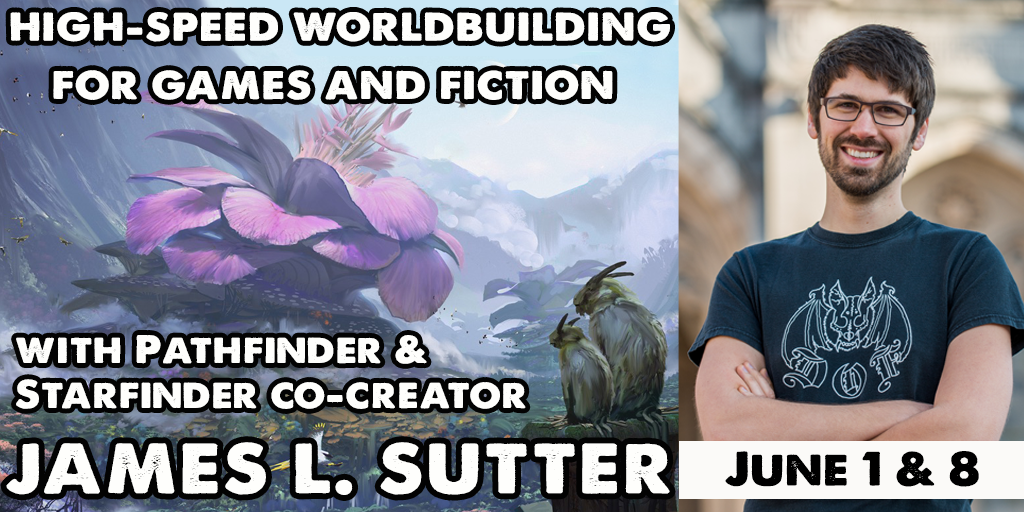 HIGH-SPEED WORLDBUILDING
FOR GAMES AND FICTION
WITH PATHFINDER &
STARFINDER CO-CREATOR
JAMES L. SUTTER
JUNE 1 & 8